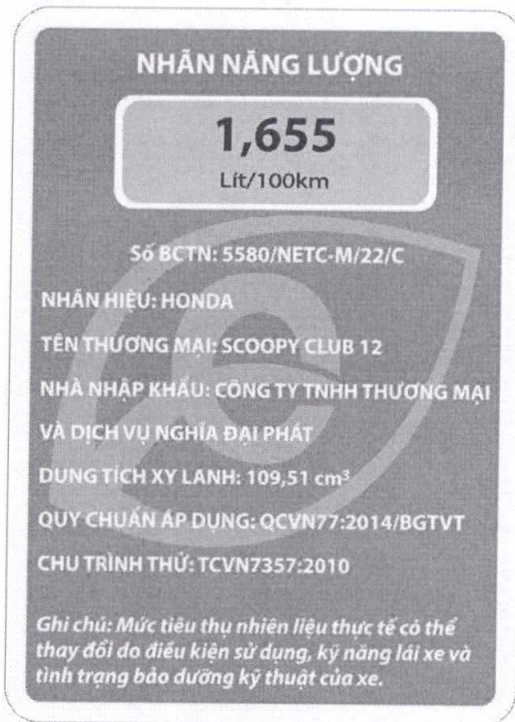 NHÃN NĂNG LƯỢNG
1,655
Lít/100km
Số BCTN: 5580/NETC-M/22/C
NHÃN HIỆU: HONDA
TÊN THƯƠNG MẠI: SCOOPY CLUB 12
NHÀ NHẬP KHẨU: CÔNG TY TNHH THƯƠNG MẠI
VÀ DỊCH VỤ NGHĨA ĐẠI PHÁT
DUNG TÍCH XY LANH: 109,51 cm³
QUY CHUẨN ÁP DỤNG: QCVN77:2014/BGTVT
CHU TRÌNH THỬ: TCVN7357:2010
Ghi chú: Mức tiêu thụ nhiên liệu thực tế có thể
thay đổi do điều kiện sử dụng, kỹ năng lái xe và
tình trạng bảo dưỡng kỹ thuật của xe.